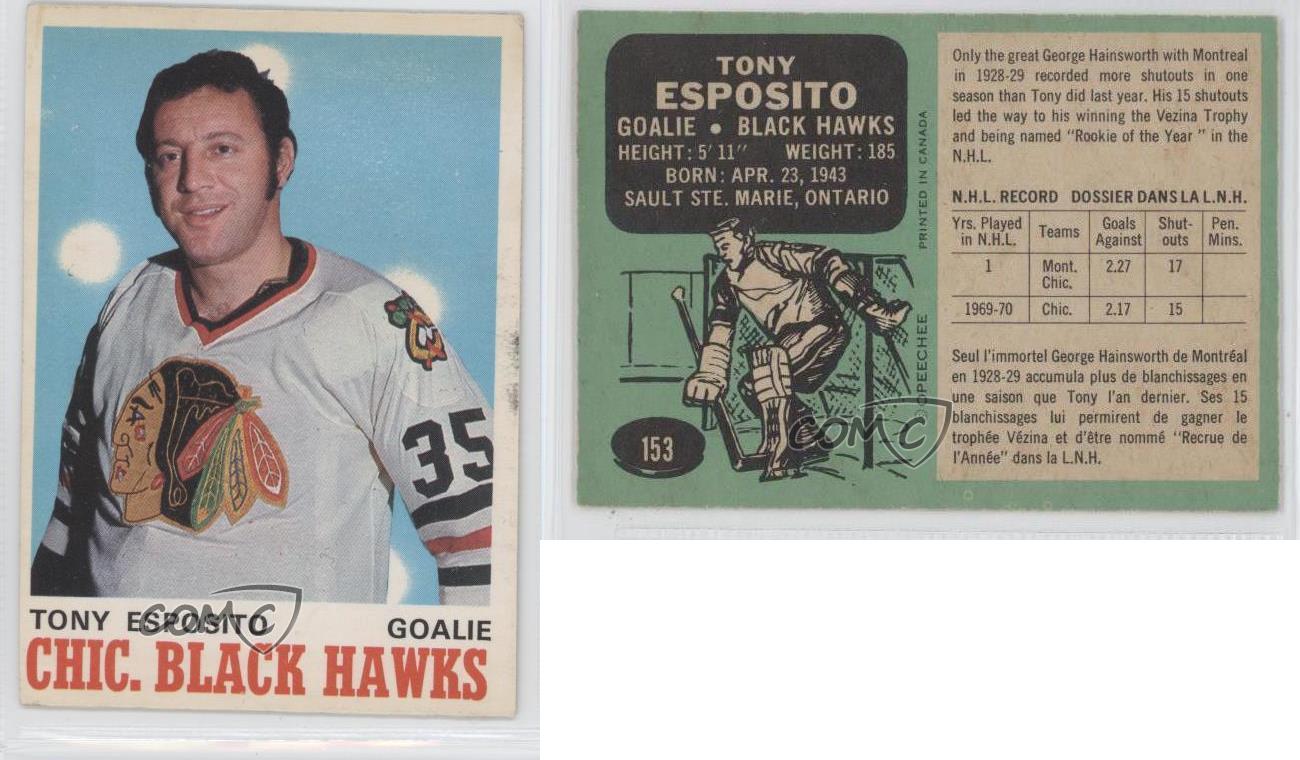 35
TONY ESPOSITO GOALIE
CHIC. BLACK HAWKS
COMC
TONY
ESPOSITO
GOALIE • BLACK HAWKS
HEIGHT: 5' 11" WEIGHT: 185
BORN: APR. 23, 1943
SAULT STE. MARIE, ONTARIO
153
PRINTED IN CANADA
OPEECHEE
COMC
Only the great George Hainsworth with Montreal
in 1928-29 recorded more shutouts in one
season than Tony did last year. His 15 shutouts
led the way to his winning the Vezina Trophy
and being named "Rookie of the Year" in the
N.H.L.
N.H.L. RECORD DOSSIER DANS LA L.N.H.
Yrs. Played in N.H.L. Teams Goals Against Shut-outs Pen. Mins.
1 Mont. Chic. 2.27 17
1969-70 Chic. 2.17 15
Seul l'immortel George Hainsworth de Montréal
en 1928-29 accumula plus de blanchissages en
une saison que Tony l'an dernier. Ses 15
blanchissages lui permirent de gagner le
trophée Vézina et d'être nommé "Recrue de
l'Année" dans la L.N.H.